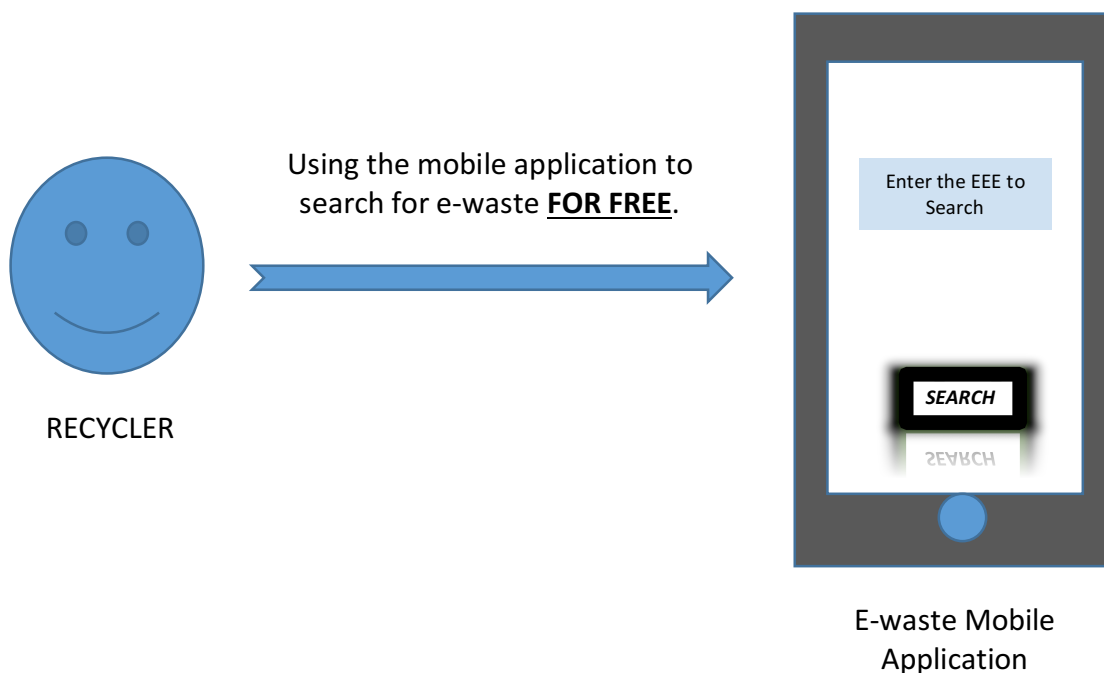 Using the mobile application to
search for e-waste FOR FREE.
Enter the EEE to
Search
SEARCH
SEARCH
RECYCLER
E-waste Mobile
Application